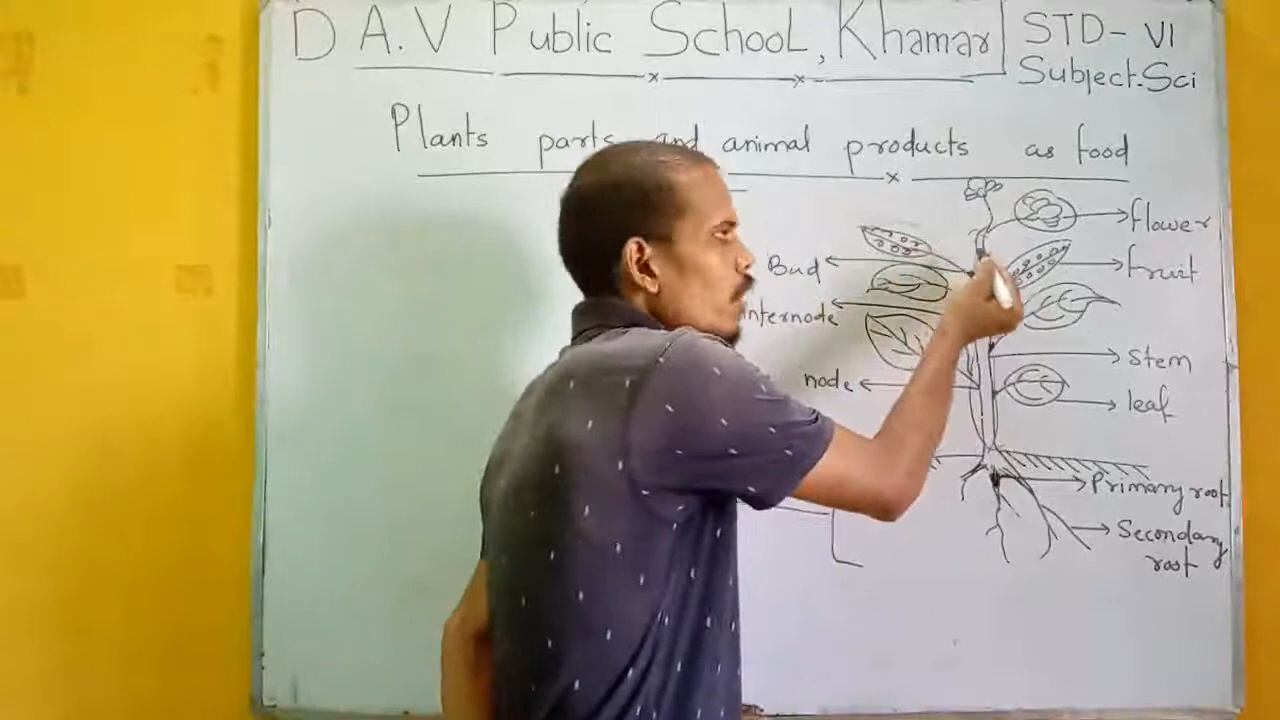 D A.V Public School, Khamar
STD- VI
Subject-Sci
Plants parts and animal products as food
flower
Bud
fruit
internode
Stem
node
leaf
Primary root
Secondary
root